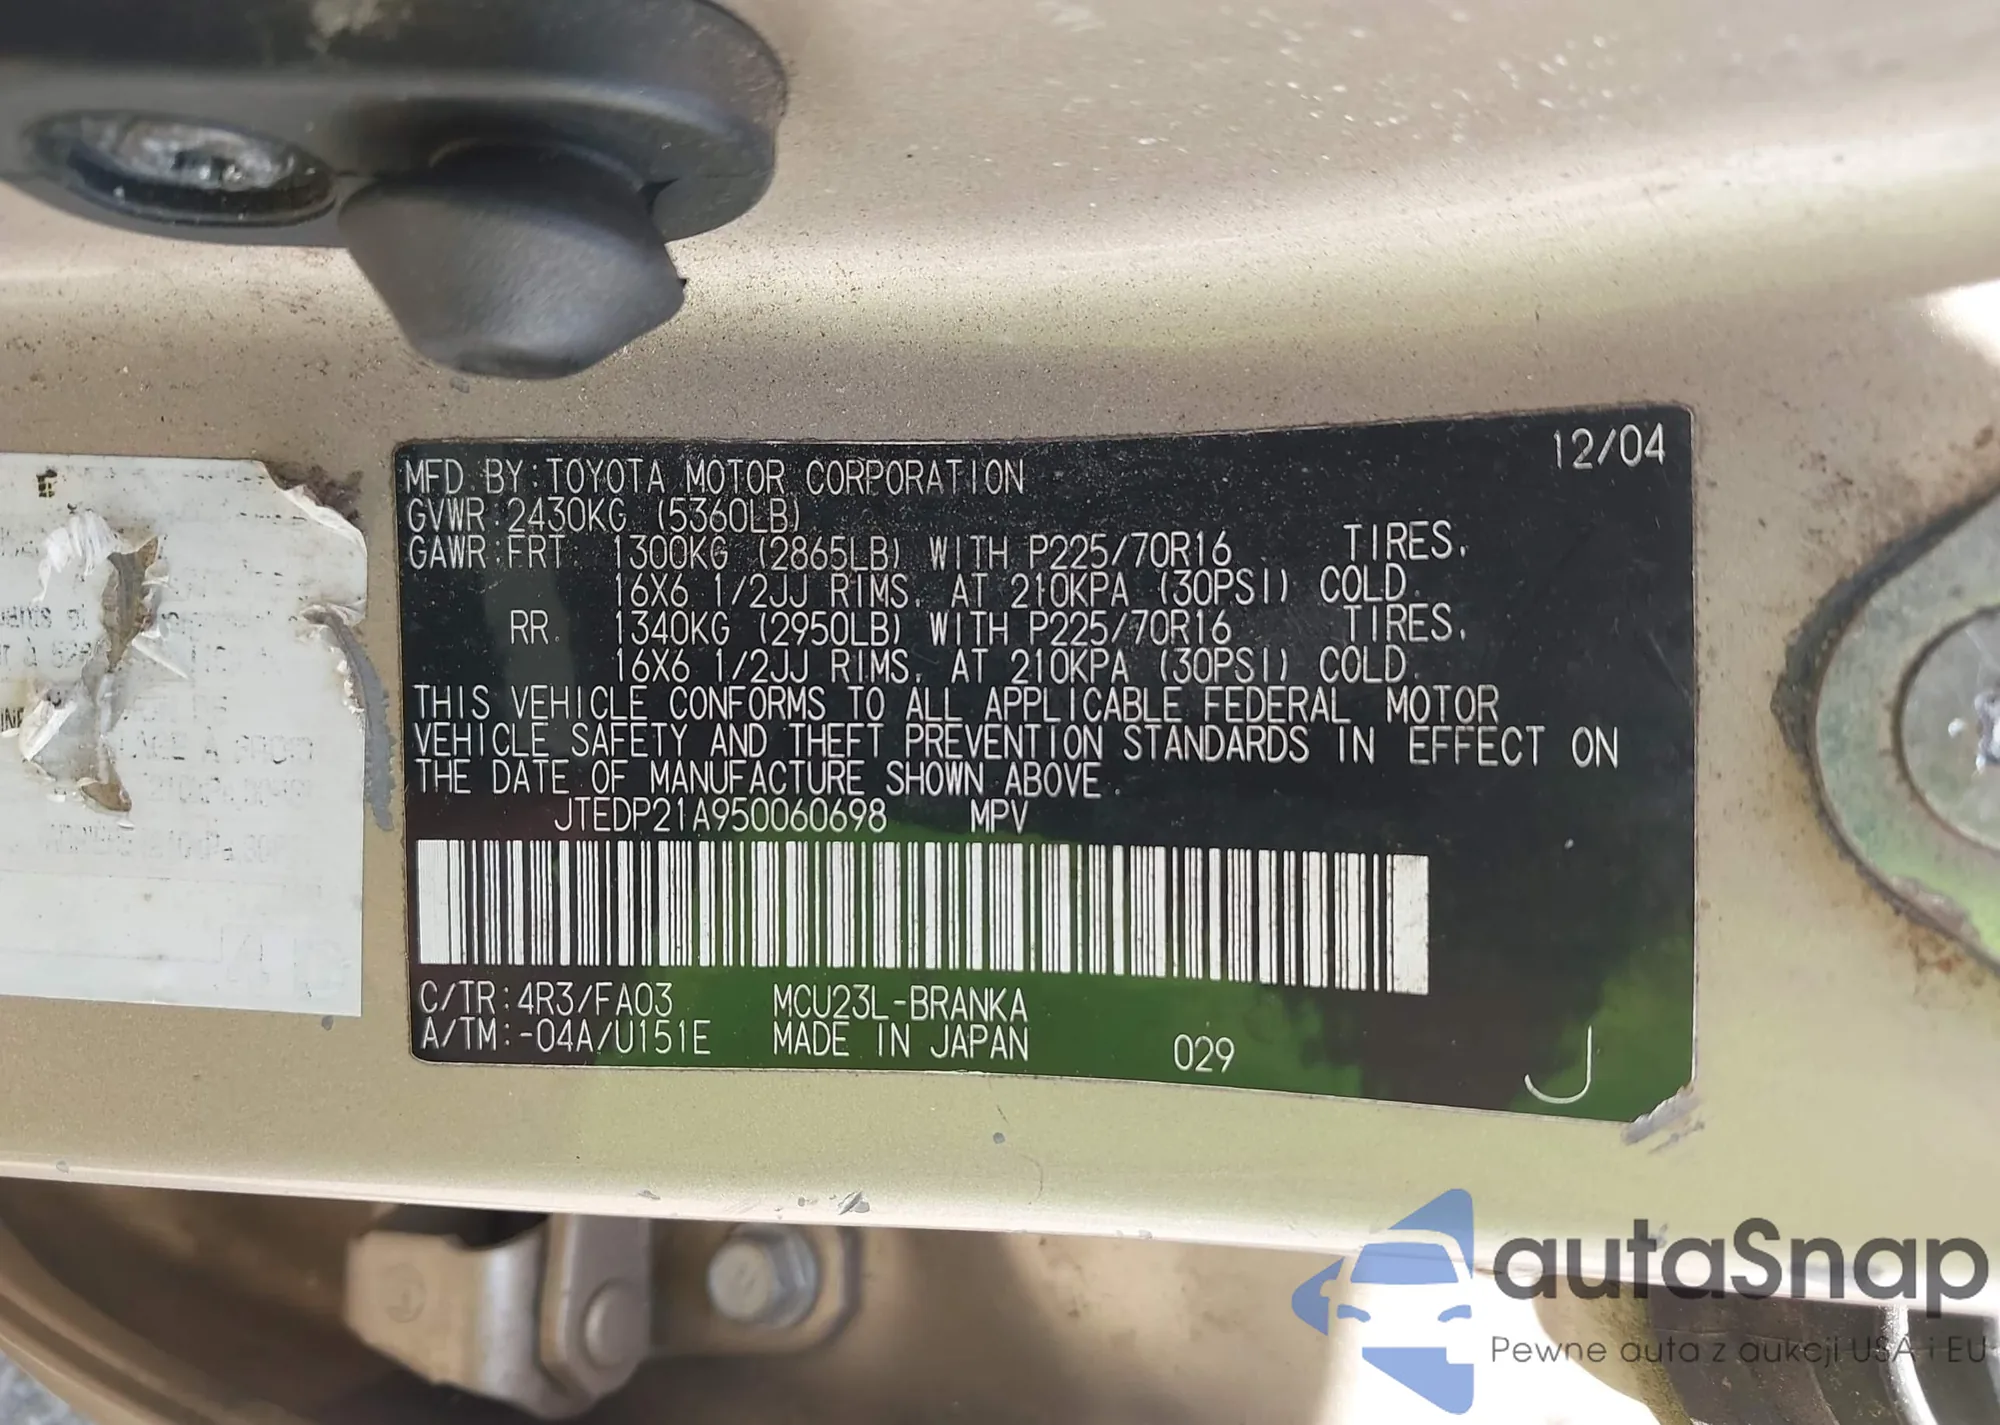 12/04
MFD BY:TOYOTA MOTOR CORPORATION
GVWR:2430KG (5360LB)
GAWR:FRT: 1300KG (2865LB) WITH P225/70R16 TIRES,
16X6 1/2JJ RIMS, AT 210KPA (30PSI) COLD.
RR. 1340KG (2950LB) WITH P225/70R16 TIRES,
16X6 1/2JJ RIMS, AT 210KPA (30PSI) COLD.
THIS VEHICLE CONFORMS TO ALL APPLICABLE FEDERAL MOTOR
VEHICLE SAFETY AND THEFT PREVENTION STANDARDS IN EFFECT ON
THE DATE OF MANUFACTURE SHOWN ABOVE.
JTEDP21A950060698 MPV
C/TR:4R3/FA03 MCU23L-BRANKA
A/TM:-04A/U151E MADE IN JAPAN 029 J
autaSnap
Pewne auta z aukcji USA i EU